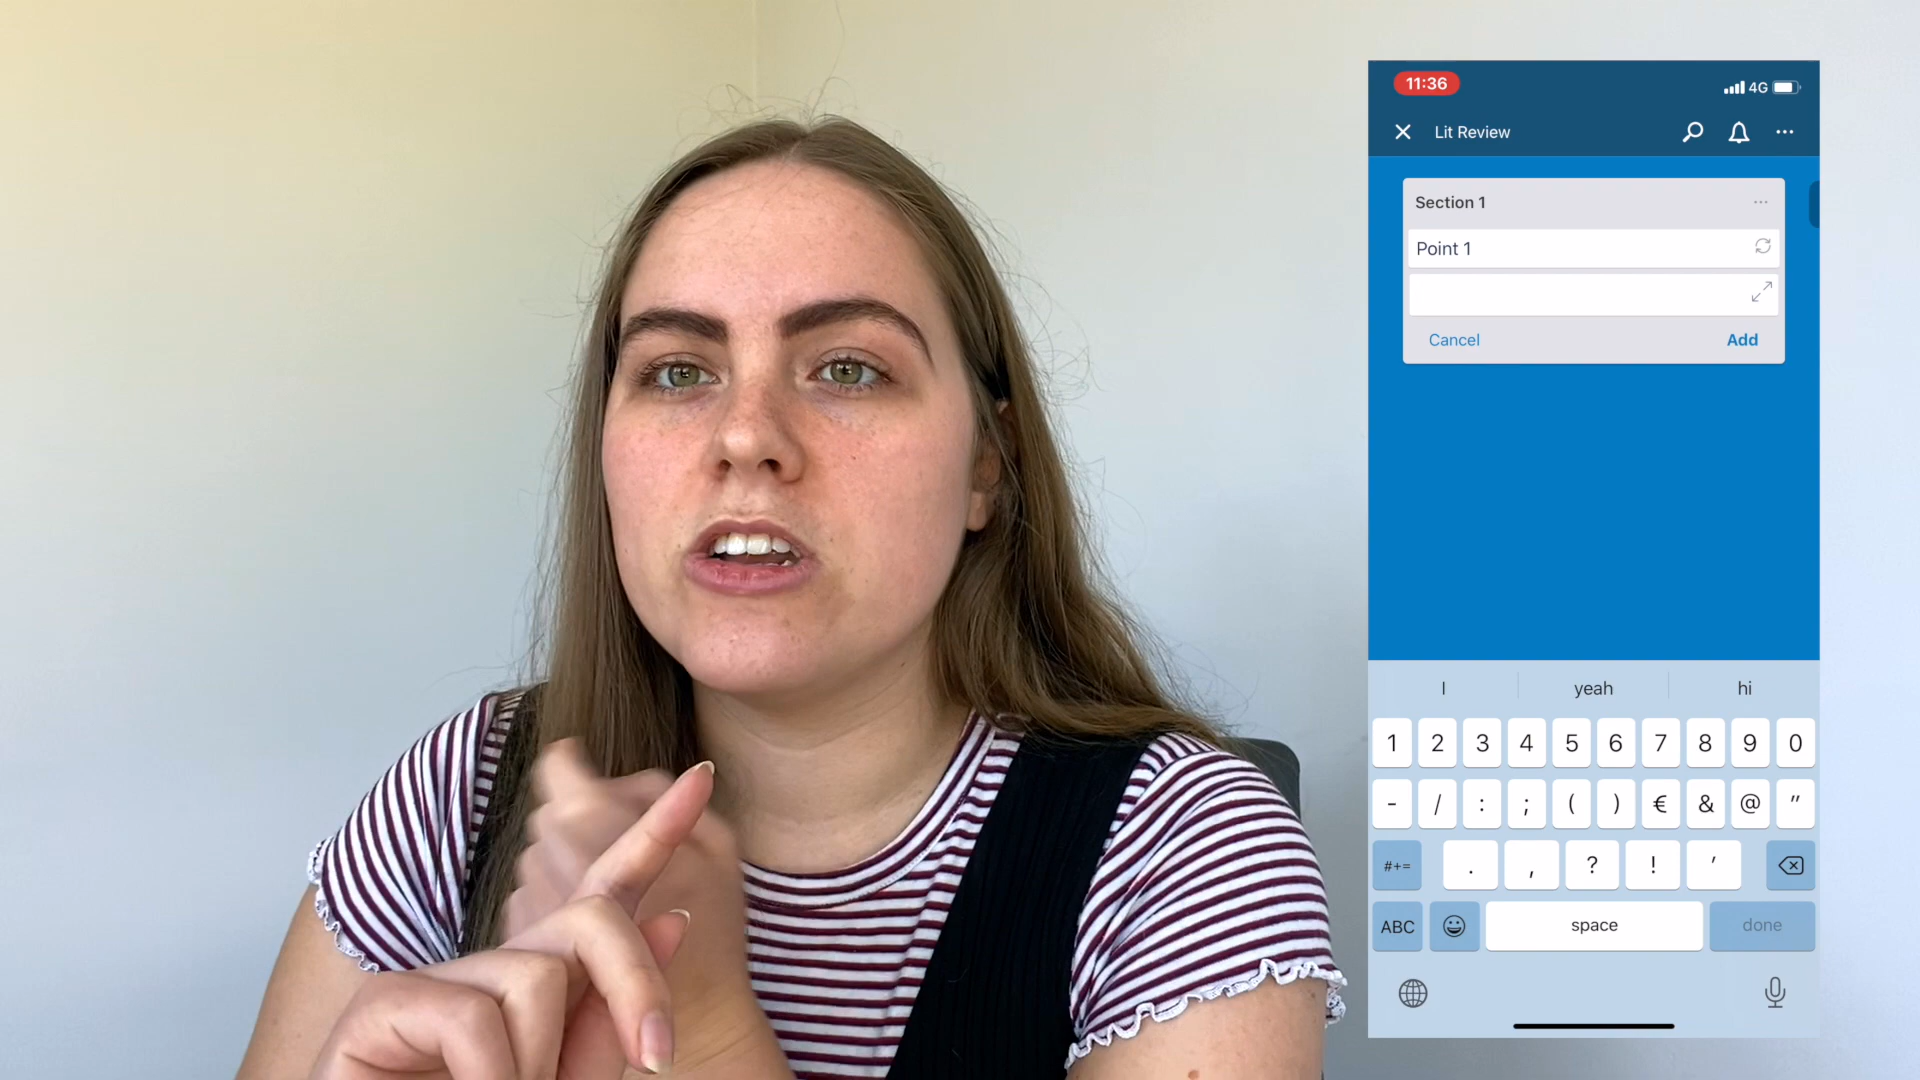 11:36
4G
Lit Review
Section 1
Point 1
Cancel Add
I yeah hi
1 2 3 4 5 6 7 8 9 0
- / : ; ( ) € & @ "
#+= . , ? ! '
ABC space done